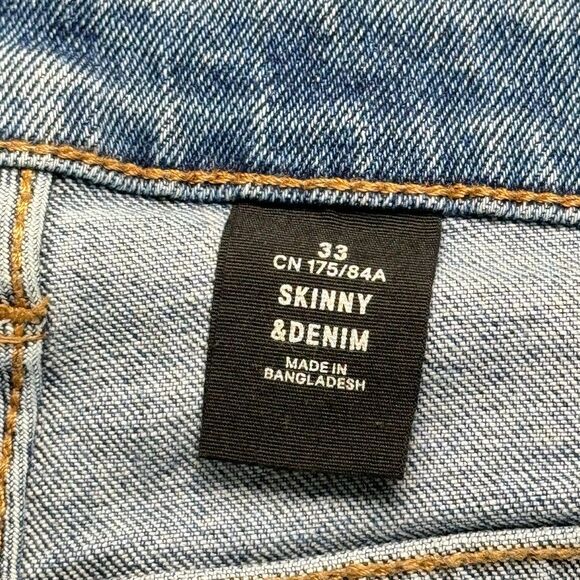 33
CN 175/84A
SKINNY
&DENIM
MADE IN
BANGLADESH